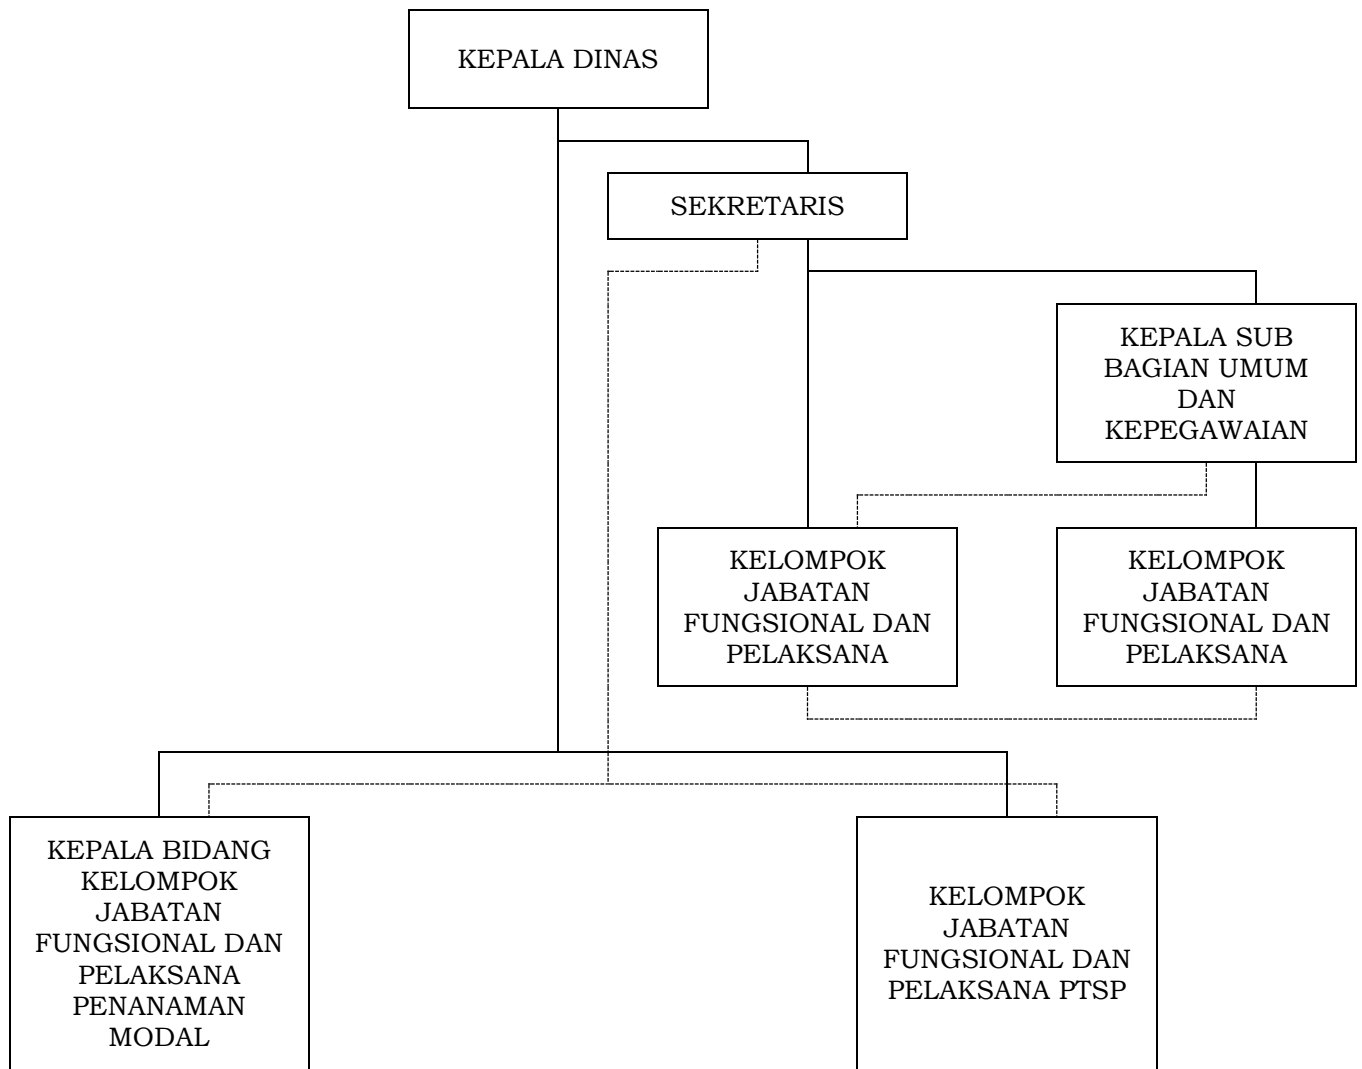 KEPALA DINAS
SEKRETARIS
KEPALA SUB
BAGIAN UMUM
DAN
KEPEGAWAIAN
KELOMPOK
JABATAN
FUNGSIONAL DAN
PELAKSANA
KELOMPOK
JABATAN
FUNGSIONAL DAN
PELAKSANA
KEPALA BIDANG
KELOMPOK
JABATAN
FUNGSIONAL DAN
PELAKSANA
PENANAMAN
MODAL
KELOMPOK
JABATAN
FUNGSIONAL DAN
PELAKSANA PTSP